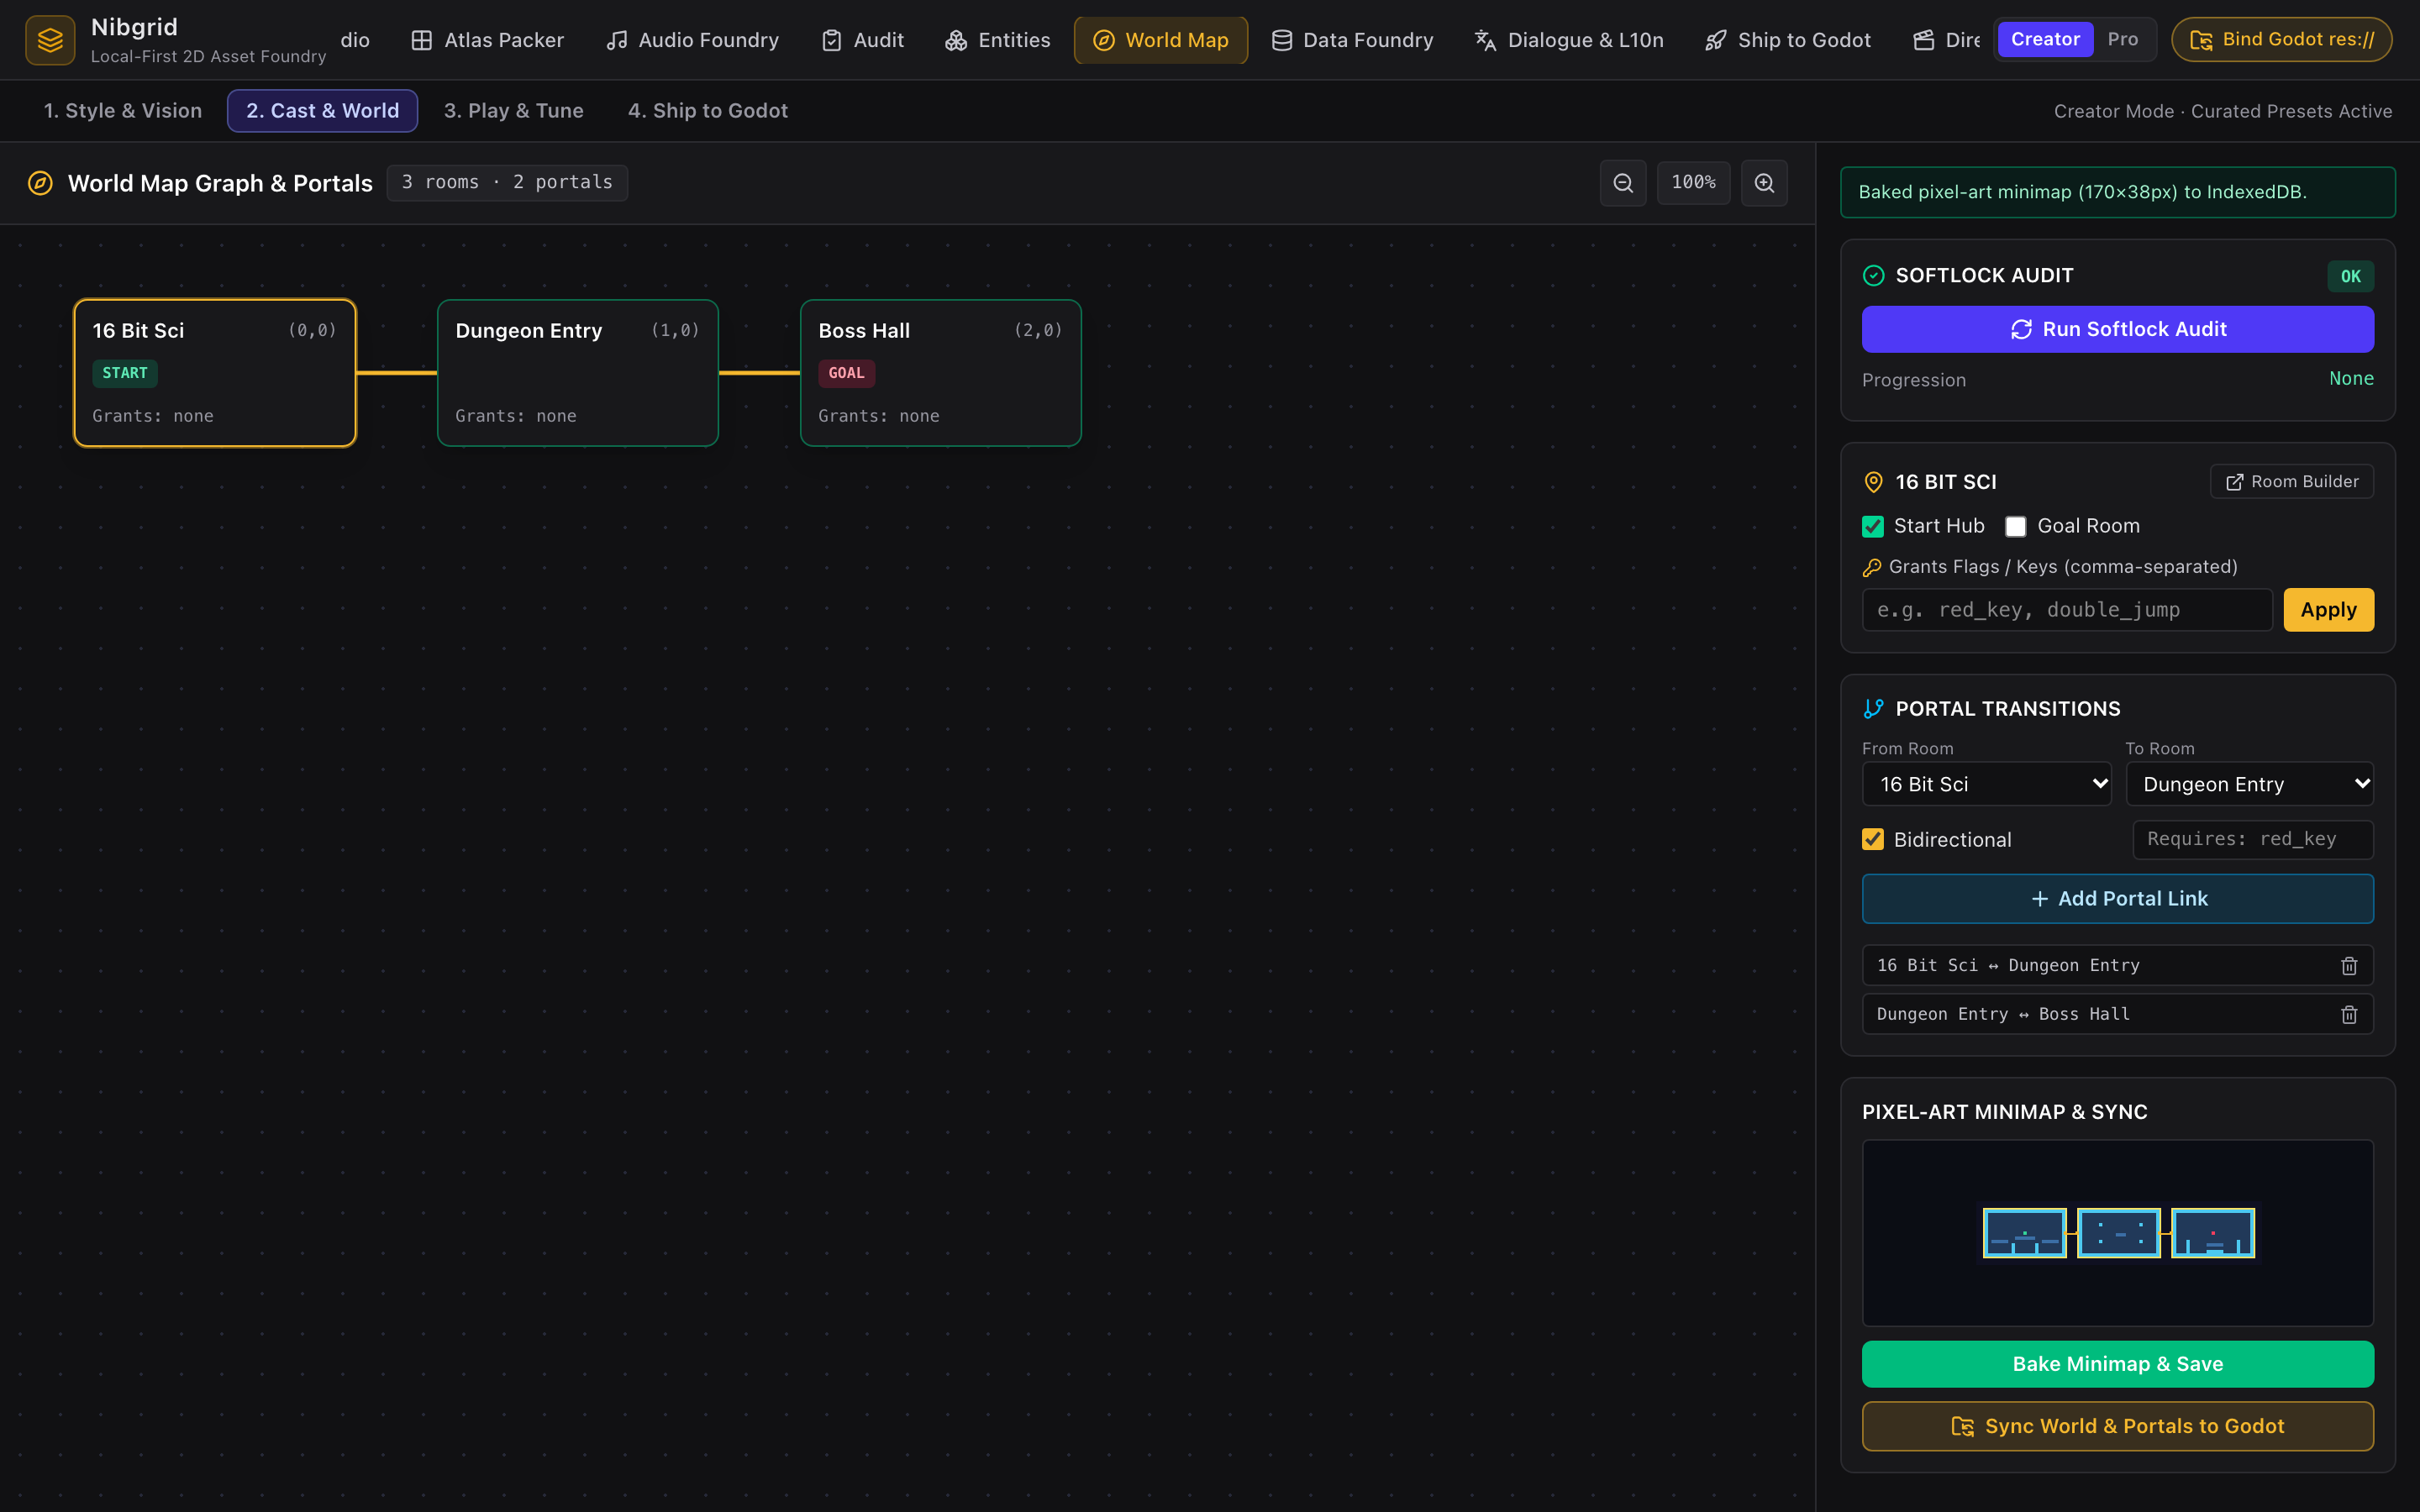 Nibgrid
Local-First 2D Asset Foundry
dio
Atlas Packer
Audio Foundry
Audit
Entities
World Map
Data Foundry
Dialogue & L10n
Ship to Godot
Dire
Creator
Pro
Bind Godot res://
1. Style & Vision
2. Cast & World
3. Play & Tune
4. Ship to Godot
Creator Mode · Curated Presets Active
World Map Graph & Portals
3 rooms · 2 portals
100%
16 Bit Sci
(0,0)
START
Grants: none
Dungeon Entry
(1,0)
Grants: none
Boss Hall
(2,0)
GOAL
Grants: none
Baked pixel-art minimap (170×38px) to IndexedDB.
SOFTLOCK AUDIT
OK
Run Softlock Audit
Progression
None
16 BIT SCI
Room Builder
Start Hub
Goal Room
Grants Flags / Keys (comma-separated)
e.g. red_key, double_jump
Apply
PORTAL TRANSITIONS
From Room
To Room
16 Bit Sci
Dungeon Entry
Bidirectional
Requires: red_key
+ Add Portal Link
16 Bit Sci ↔ Dungeon Entry
Dungeon Entry ↔ Boss Hall
PIXEL-ART MINIMAP & SYNC
Bake Minimap & Save
Sync World & Portals to Godot